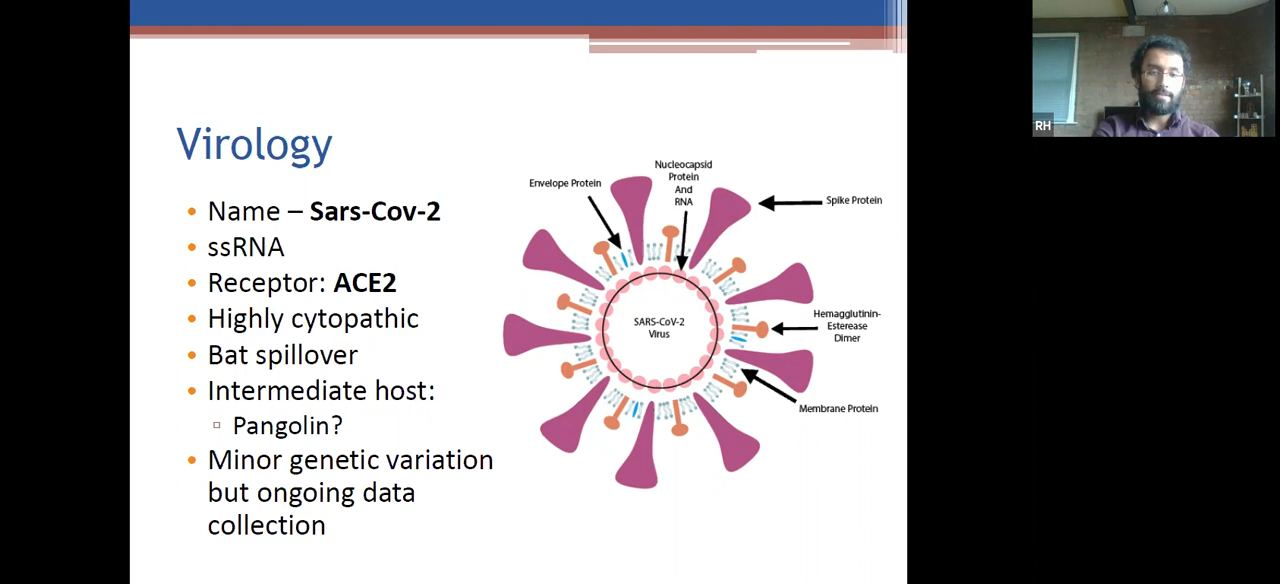 Virology
• Name – Sars-Cov-2
• ssRNA
• Receptor: ACE2
• Highly cytopathic
• Bat spillover
• Intermediate host:
▫ Pangolin?
• Minor genetic variation
but ongoing data
collection
Envelope Protein
Nucleocapsid
Protein
And
RNA
Spike Protein
SARS-CoV-2
Virus
Hemagglutinin-
Esterease
Dimer
Membrane Protein
RH